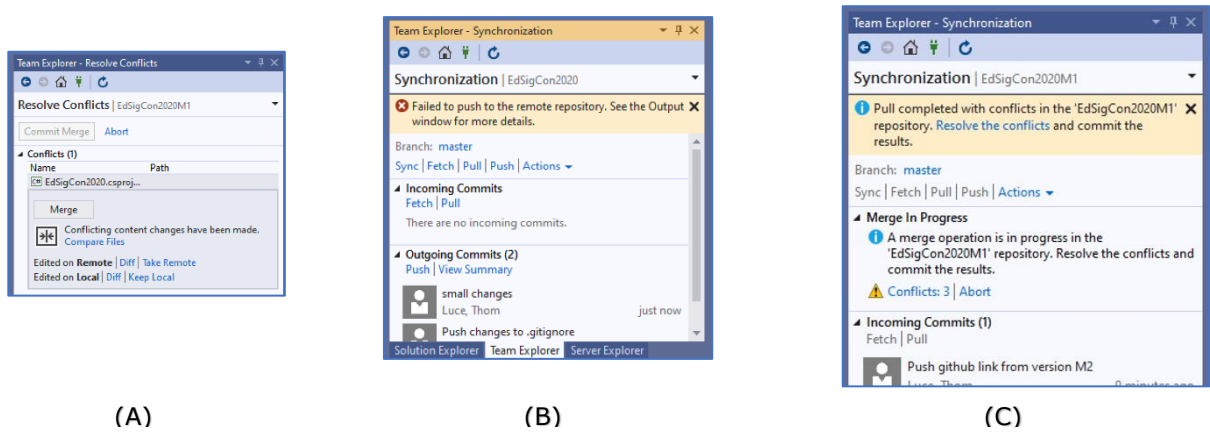 Team Explorer - Resolve Conflicts
Resolve Conflicts | EdSigCon2020M1
Commit Merge Abort
Conflicts (1)
Name Path
C# EdSigCon2020.csproj...
Merge
Conflicting content changes have been made.
Compare Files
Edited on Remote | Diff | Take Remote
Edited on Local | Diff | Keep Local
(A)
Team Explorer - Synchronization
Synchronization | EdSigCon2020
Failed to push to the remote repository. See the Output
window for more details.
Branch: master
Sync | Fetch | Pull | Push | Actions
Incoming Commits
Fetch | Pull
There are no incoming commits.
Outgoing Commits (2)
Push | View Summary
small changes
Luce, Thom just now
Push changes to .gitignore
Solution Explorer Team Explorer Server Explorer
(B)
Team Explorer - Synchronization
Synchronization | EdSigCon2020M1
Pull completed with conflicts in the 'EdSigCon2020M1'
repository. Resolve the conflicts and commit the
results.
Branch: master
Sync | Fetch | Pull | Push | Actions
Merge In Progress
A merge operation is in progress in the
'EdSigCon2020M1' repository. Resolve the conflicts and
commit the results.
Conflicts: 3 | Abort
Incoming Commits (1)
Fetch | Pull
Push github link from version M2
Luce, Thom 9 minutes ago
(C)